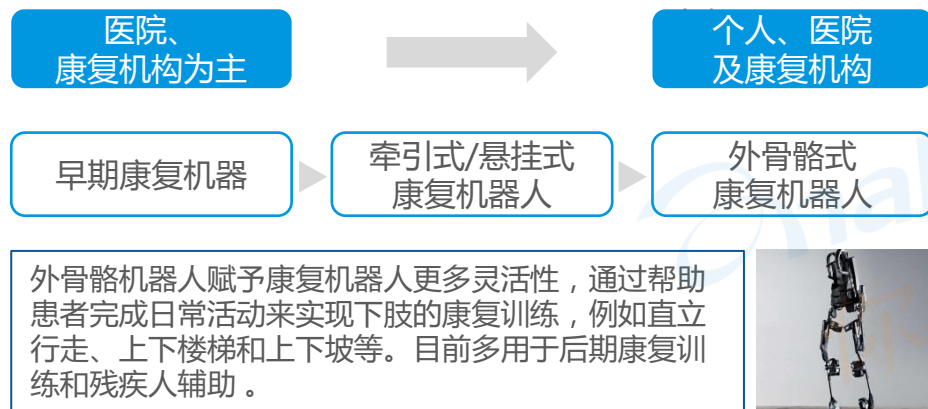 医院、
康复机构为主
个人、医院
及康复机构
早期康复机器
牵引式/悬挂式
康复机器人
外骨骼式
康复机器人
外骨骼机器人赋予康复机器人更多灵活性，通过帮助
患者完成日常活动来实现下肢的康复训练，例如直立
行走、上下楼梯和上下坡等。目前多用于后期康复训
练和残疾人辅助 。